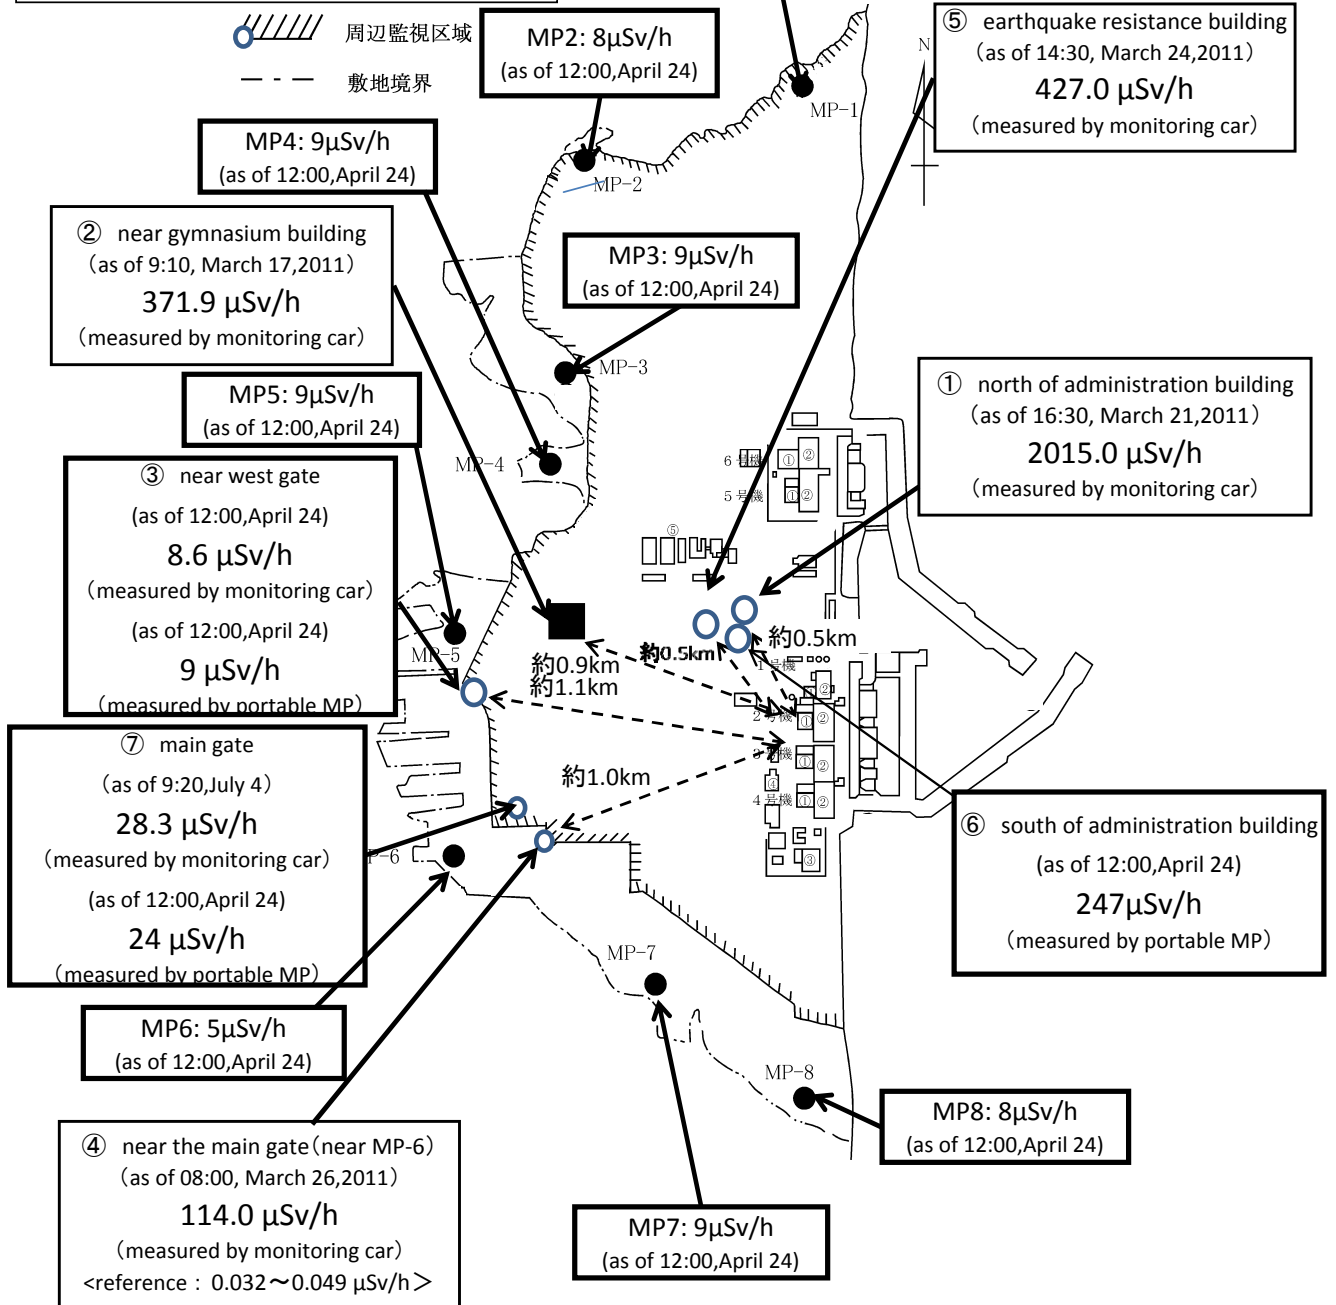 周辺監視区域
敷地境界
MP2: 8μSv/h
(as of 12:00,April 24)
⑤ earthquake resistance building
(as of 14:30, March 24,2011)
427.0 μSv/h
(measured by monitoring car)
N
MP-1
MP4: 9μSv/h
(as of 12:00,April 24)
MP-2
② near gymnasium building
(as of 9:10, March 17,2011)
371.9 μSv/h
(measured by monitoring car)
MP3: 9μSv/h
(as of 12:00,April 24)
MP-3
MP5: 9μSv/h
(as of 12:00,April 24)
① north of administration building
(as of 16:30, March 21,2011)
2015.0 μSv/h
(measured by monitoring car)
MP-4
6号機
① ②
5号機
① ②
⑤
③ near west gate
(as of 12:00,April 24)
8.6 μSv/h
(measured by monitoring car)
(as of 12:00,April 24)
9 μSv/h
(measured by portable MP)
MP-5
約0.5km
約0.5km
約0.9km
約1.1km
1号機
②
2号機
① ②
3号機
① ②
④
4号機
① ②
③
約1.0km
⑦ main gate
(as of 9:20,July 4)
28.3 μSv/h
(measured by monitoring car)
(as of 12:00,April 24)
24 μSv/h
(measured by portable MP)
P-6
⑥ south of administration building
(as of 12:00,April 24)
247μSv/h
(measured by portable MP)
MP-7
MP6: 5μSv/h
(as of 12:00,April 24)
MP-8
MP8: 8μSv/h
(as of 12:00,April 24)
④ near the main gate(near MP-6)
(as of 08:00, March 26,2011)
114.0 μSv/h
(measured by monitoring car)
<reference : 0.032～0.049 μSv/h＞
MP7: 9μSv/h
(as of 12:00,April 24)